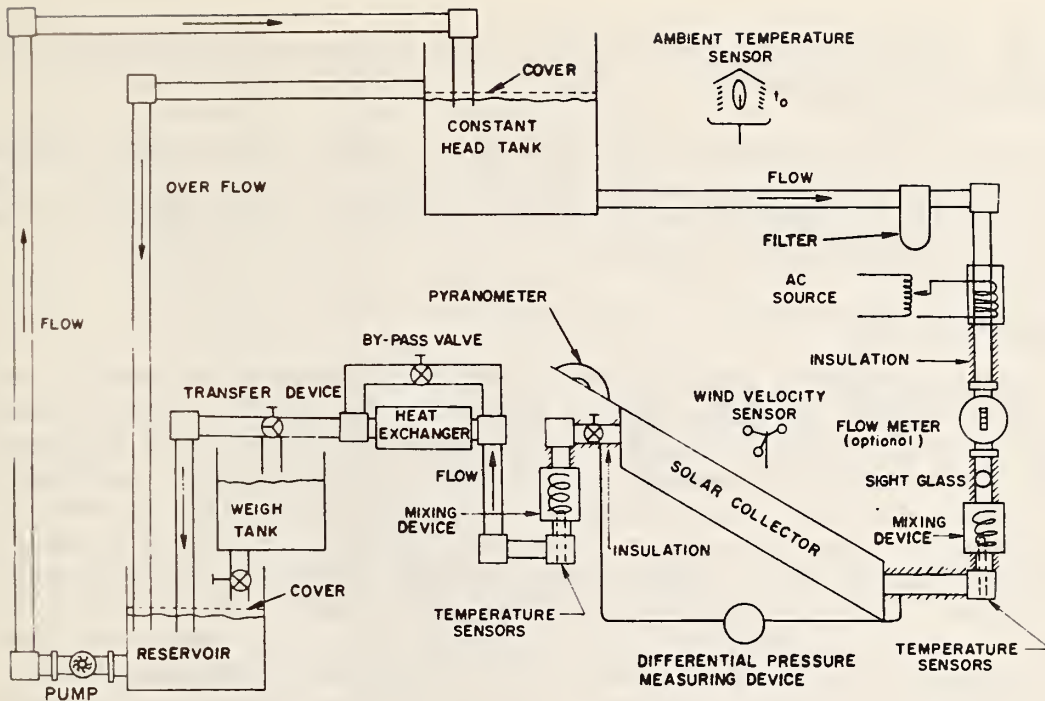 AMBIENT TEMPERATURE
SENSOR
to
COVER
CONSTANT
HEAD TANK
OVER FLOW
FLOW
FILTER
FLOW
PYRANOMETER
AC
SOURCE
BY-PASS VALVE
INSULATION
TRANSFER DEVICE
WIND VELOCITY
SENSOR
HEAT
EXCHANGER
FLOW METER
(optional)
FLOW
SOLAR COLLECTOR
SIGHT GLASS
WEIGH
TANK
MIXING
DEVICE
MIXING
DEVICE
INSULATION
COVER
TEMPERATURE
SENSORS
RESERVOIR
DIFFERENTIAL PRESSURE
MEASURING DEVICE
TEMPERATURE
SENSORS
PUMP